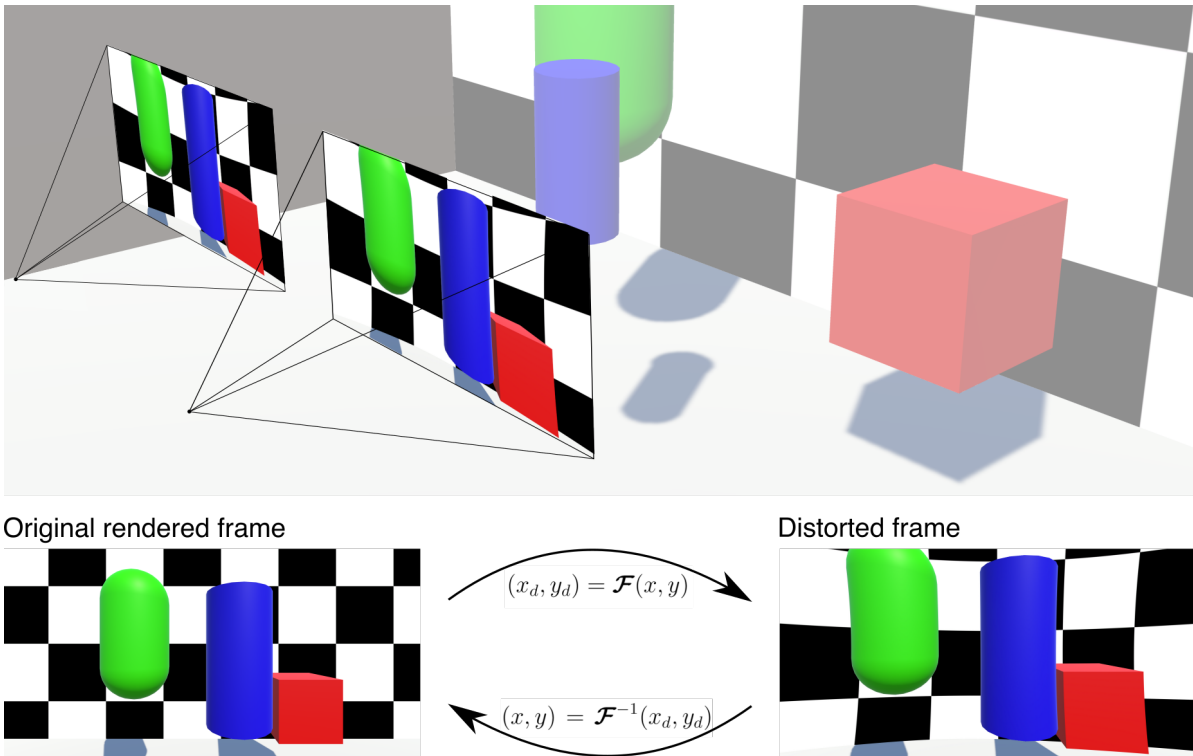 Original rendered frame
Distorted frame
(x_d, y_d) = 𝓕(x, y)
(x, y) = 𝓕^{-1}(x_d, y_d)